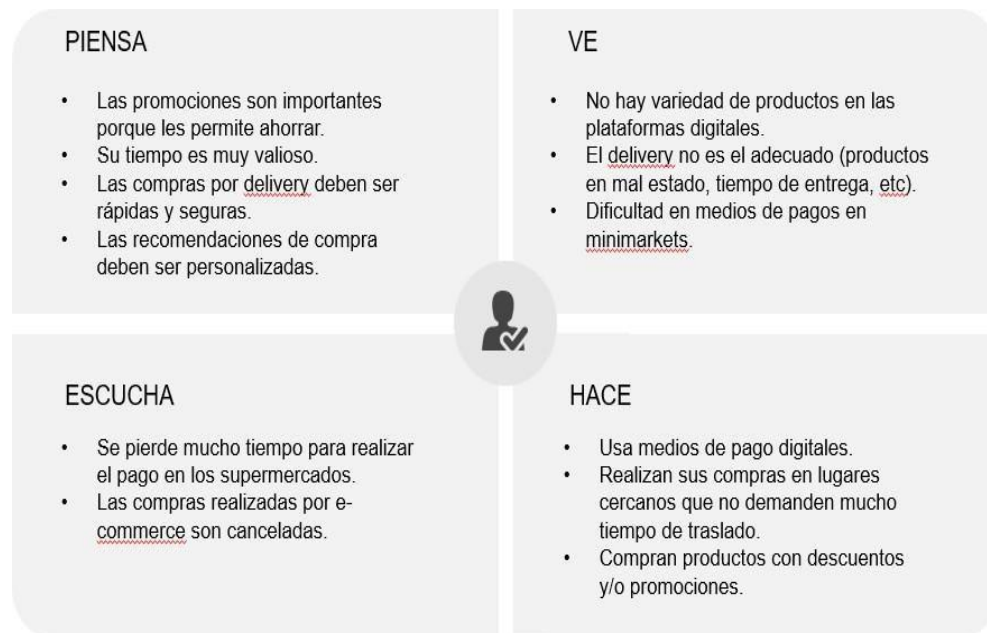 PIENSA
• Las promociones son importantes
porque les permite ahorrar.
• Su tiempo es muy valioso.
• Las compras por delivery deben ser
rápidas y seguras.
• Las recomendaciones de compra
deben ser personalizadas.
VE
• No hay variedad de productos en las
plataformas digitales.
• El delivery no es el adecuado (productos
en mal estado, tiempo de entrega, etc).
• Dificultad en medios de pagos en
minimarkets.
ESCUCHA
• Se pierde mucho tiempo para realizar
el pago en los supermercados.
• Las compras realizadas por e-
commerce son canceladas.
HACE
• Usa medios de pago digitales.
• Realizan sus compras en lugares
cercanos que no demanden mucho
tiempo de traslado.
• Compran productos con descuentos
y/o promociones.